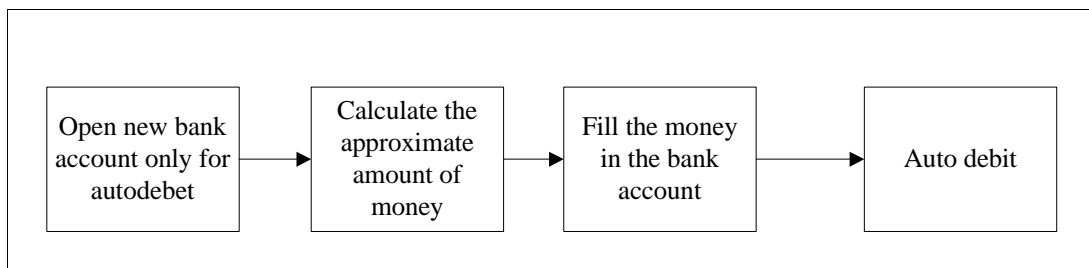 Open new bank
account only for
autodebet
Calculate the
approximate
amount of
money
Fill the money
in the bank
account
Auto debit